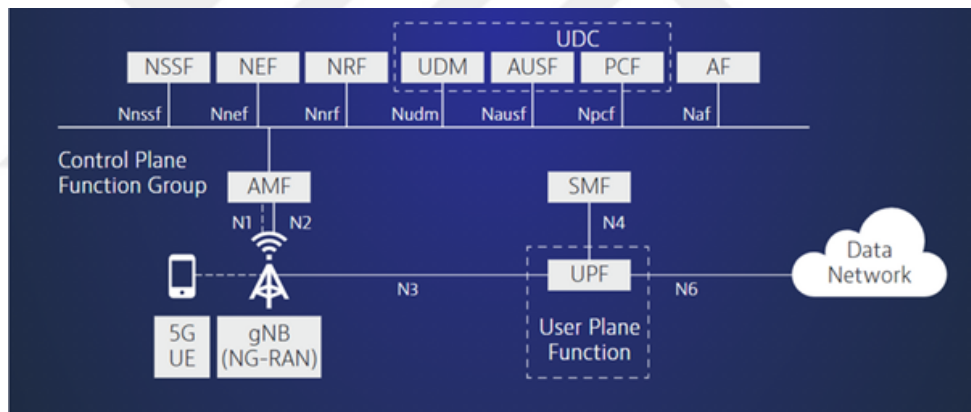 UDC
NSSF
NEF
NRF
UDM
AUSF
PCF
AF
Nnssf
Nnef
Nnrf
Nudm
Nausf
Npcf
Naf
Control Plane
Function Group
AMF
SMF
N1
N2
N4
UPF
Data
Network
N3
N6
5G
UE
gNB
(NG-RAN)
User Plane
Function